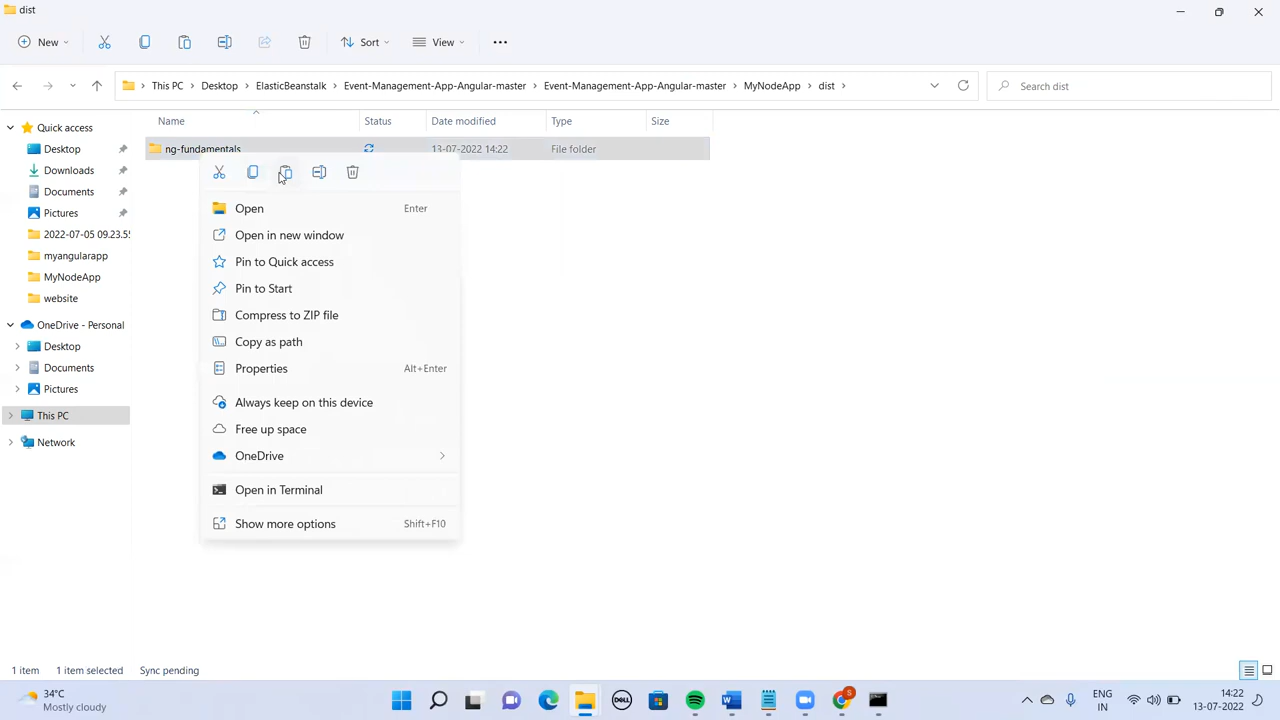 dist
New
Sort
View
This PC > Desktop > ElasticBeanstalk > Event-Management-App-Angular-master > Event-Management-App-Angular-master > MyNodeApp > dist >
Search dist
Name Status Date modified Type Size
ng-fundamentals 13-07-2022 14:22 File folder
Quick access
Desktop
Downloads
Documents
Pictures
2022-07-05 09.23.55
myangularapp
MyNodeApp
website
OneDrive - Personal
Desktop
Documents
Pictures
This PC
Network
Open Enter
Open in new window
Pin to Quick access
Pin to Start
Compress to ZIP file
Copy as path
Properties Alt+Enter
Always keep on this device
Free up space
OneDrive
Open in Terminal
Show more options Shift+F10
1 item 1 item selected Sync pending
34°C
Mostly cloudy
DELL
W
S
ENG
IN
14:22
13-07-2022